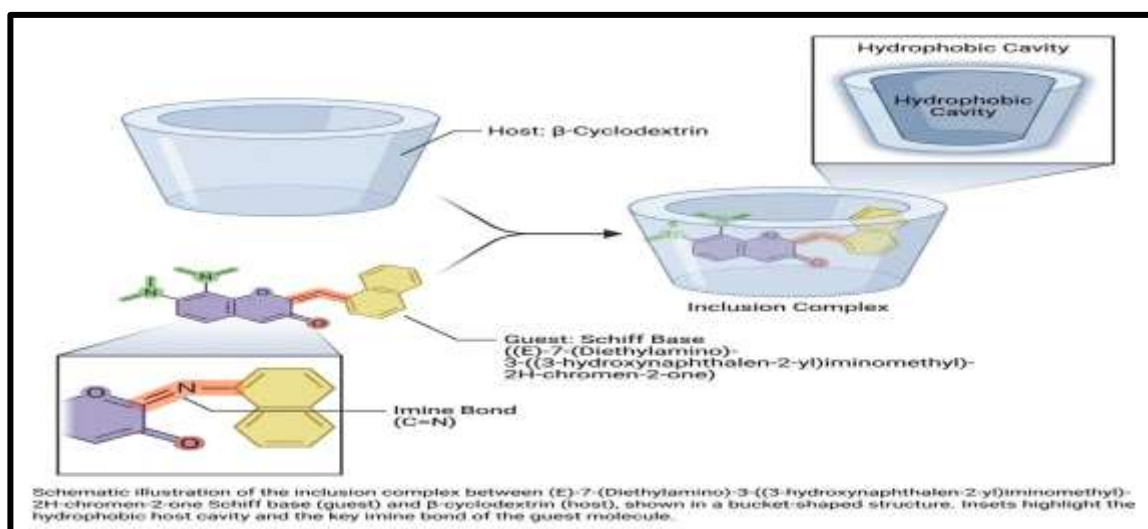 Hydrophobic Cavity
Hydrophobic
Cavity
Host: β-Cyclodextrin
N
N
O
O
N
N
O
O
Inclusion Complex
Guest: Schiff Base
((E)-7-(Diethylamino)-
3-((3-hydroxynaphthalen-2-yl)iminomethyl)-
2H-chromen-2-one)
O
N
O
Imine Bond
(C=N)
Schematic illustration of the inclusion complex between (E)-7-(Diethylamino)-3-((3-hydroxynaphthalen-2-yl)iminomethyl)-
2H-chromen-2-one Schiff base (guest) and β-cyclodextrin (host), shown in a bucket-shaped structure. Insets highlight the
hydrophobic host cavity and the key imine bond of the guest molecule.